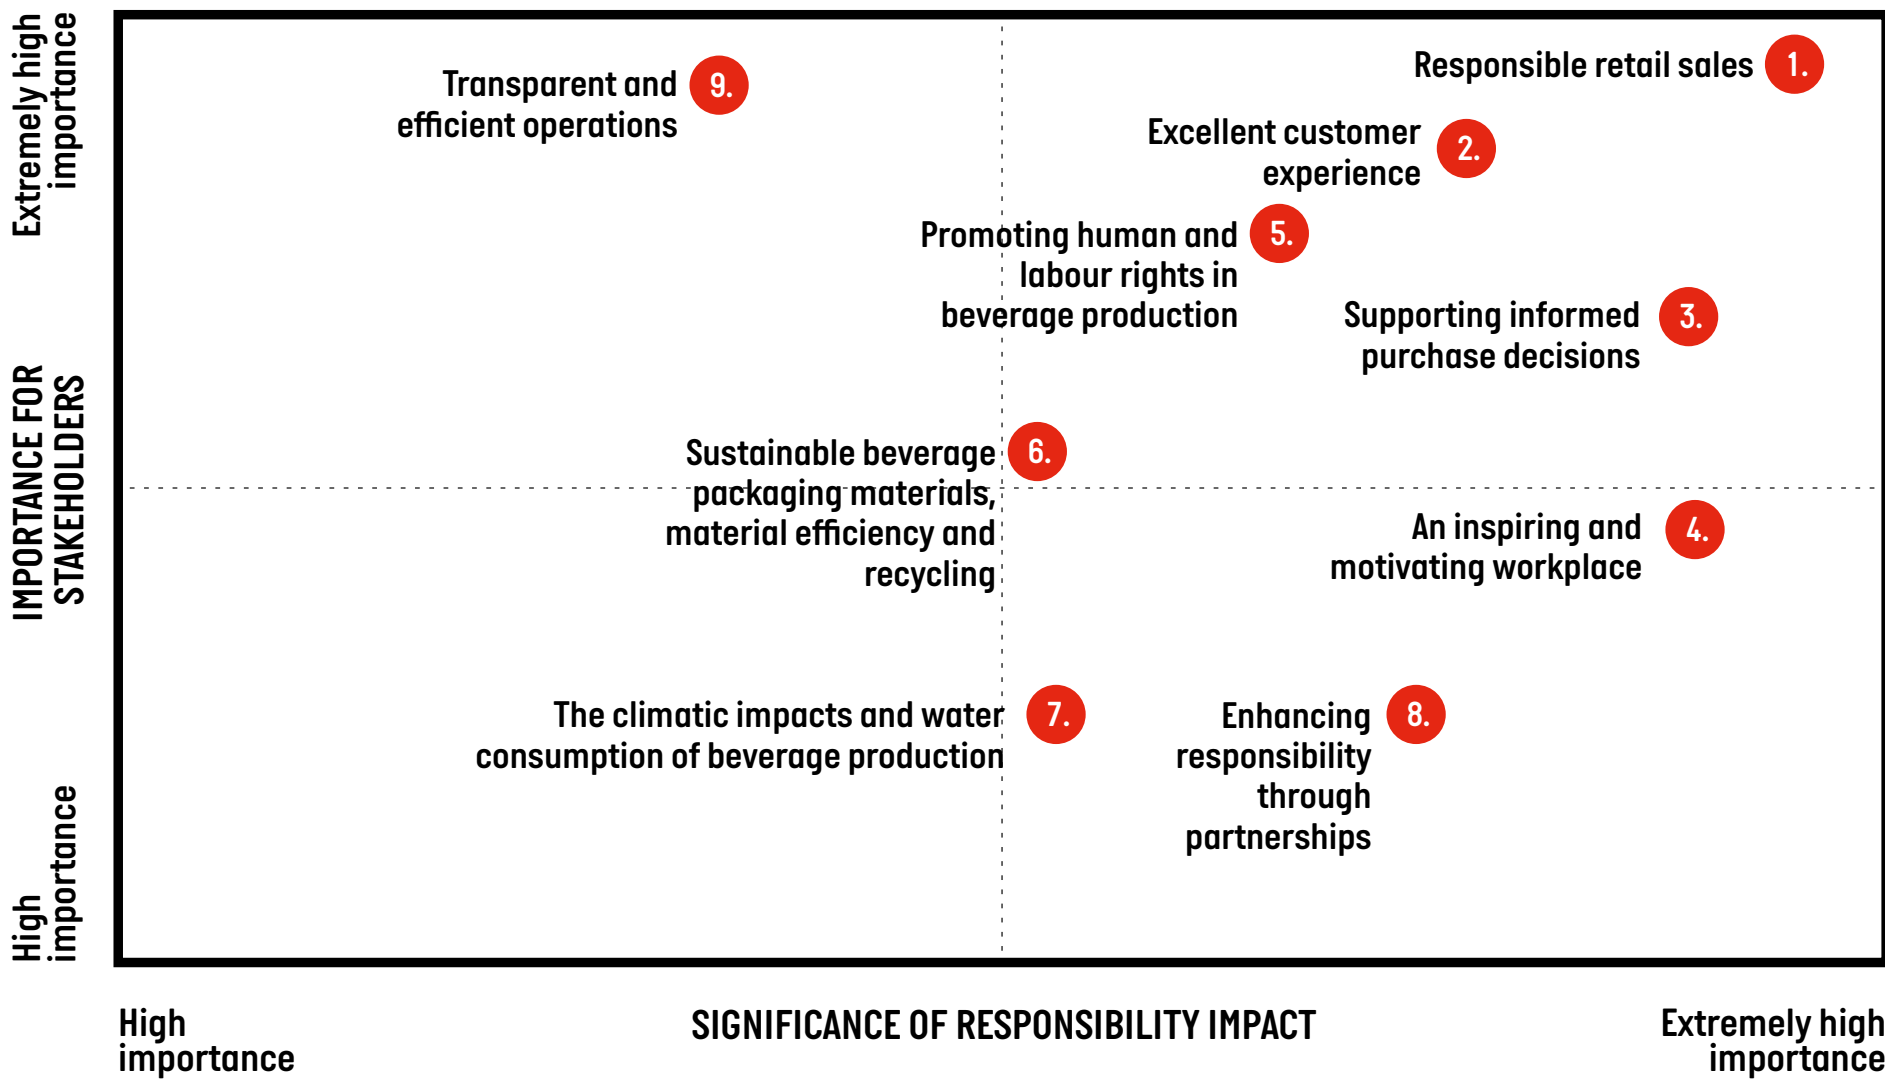 Extremely high
importance
IMPORTANCE FOR
STAKEHOLDERS
High
importance
Transparent and
efficient operations
9.
Responsible retail sales
1.
Excellent customer
experience
2.
Promoting human and
labour rights in
beverage production
5.
Supporting informed
purchase decisions
3.
Sustainable beverage
packaging materials,
material efficiency and
recycling
6.
An inspiring and
motivating workplace
4.
The climatic impacts and water
consumption of beverage production
7.
Enhancing
responsibility
through
partnerships
8.
High
importance
SIGNIFICANCE OF RESPONSIBILITY IMPACT
Extremely high
importance